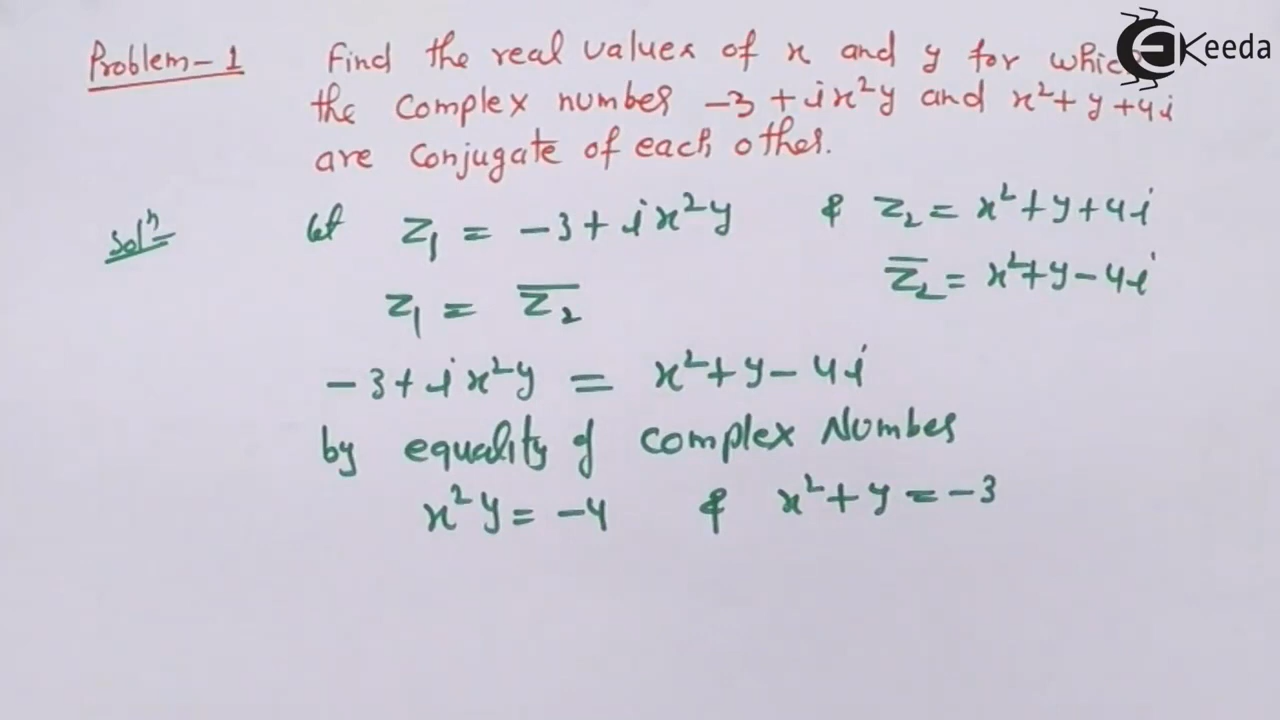 EKeeda
Problem-1 Find the real values of x and y for which
the complex number -3 + ix²y and x² + y + 4i
are conjugate of each other.
Solⁿ let z₁ = -3 + ix²y & z₂ = x² + y + 4i
z̅₂ = x² + y - 4i
z₁ = z̅₂
-3 + ix²y = x² + y - 4i
by equality of complex Number
x²y = -4 & x² + y = -3